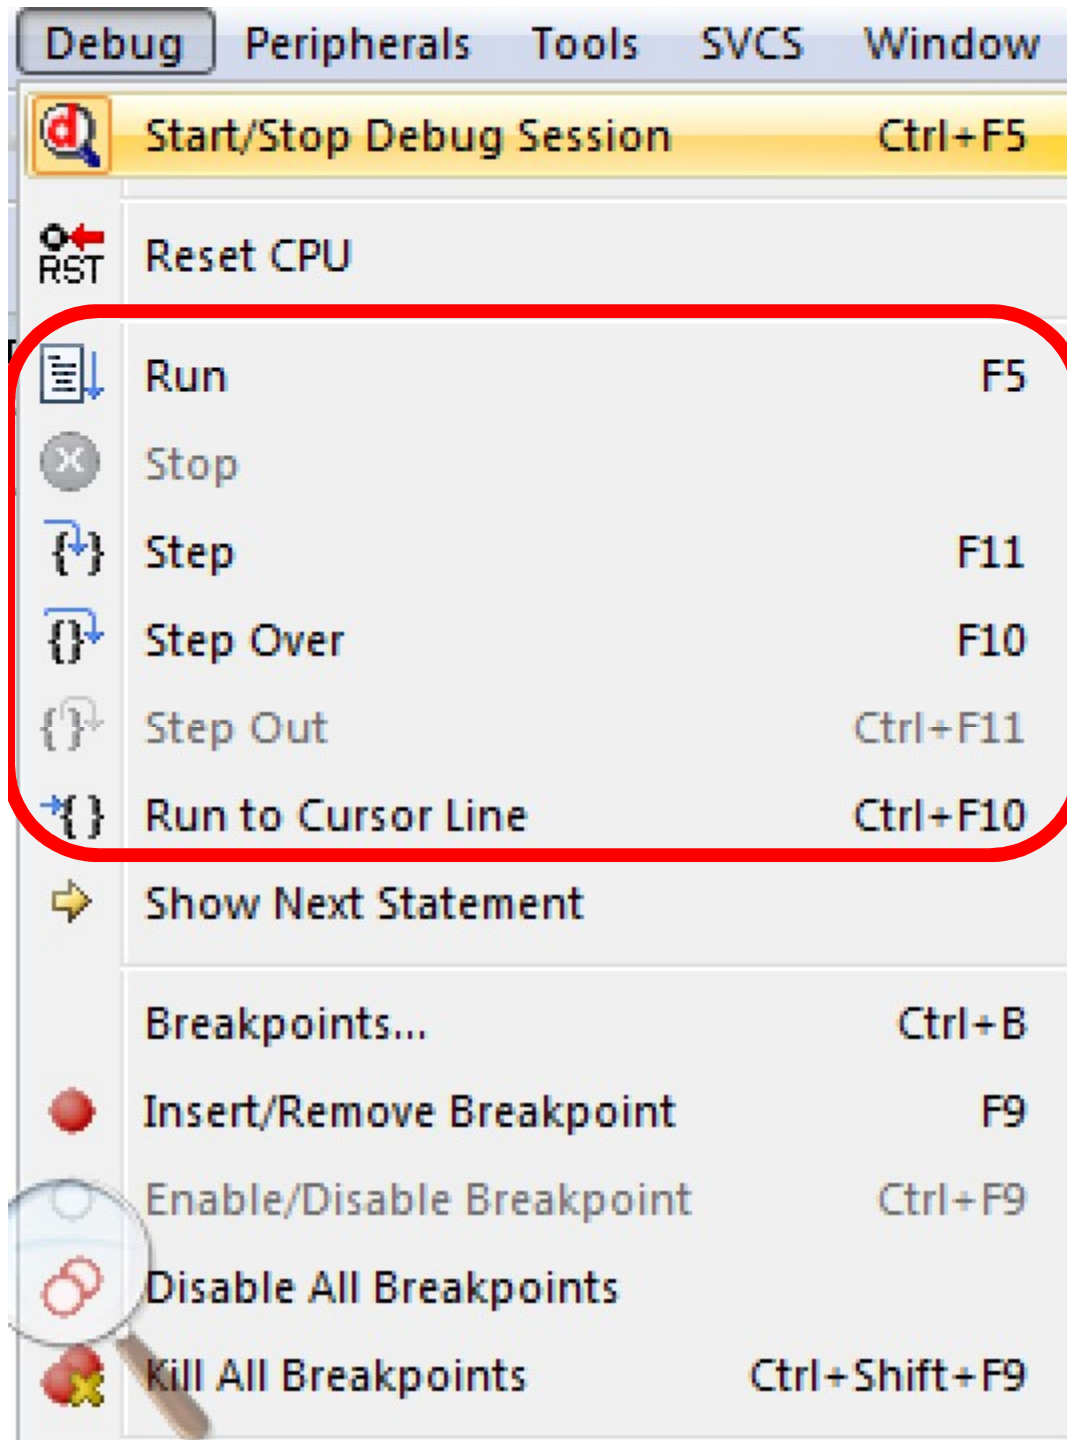 Debug Peripherals Tools SVCS Window
Start/Stop Debug Session Ctrl+F5
RST Reset CPU
Run F5
Stop
Step F11
Step Over F10
Step Out Ctrl+F11
Run to Cursor Line Ctrl+F10
Show Next Statement
Breakpoints... Ctrl+B
Insert/Remove Breakpoint F9
Enable/Disable Breakpoint Ctrl+F9
Disable All Breakpoints
Kill All Breakpoints Ctrl+Shift+F9